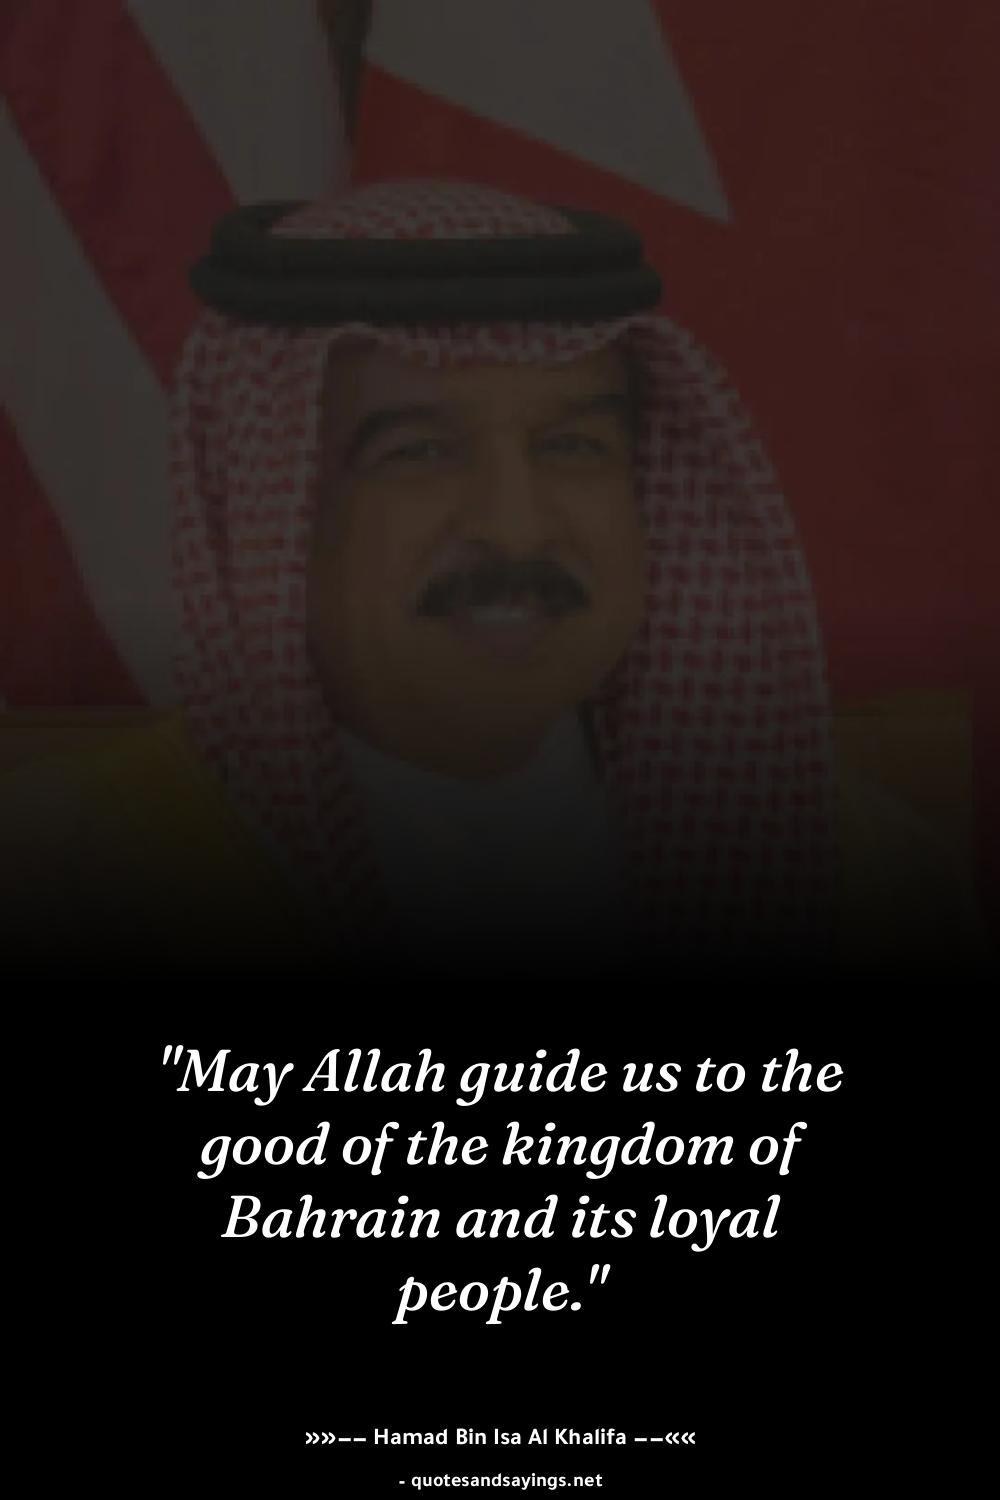 "May Allah guide us to the
good of the kingdom of
Bahrain and its loyal
people."
»»−− Hamad Bin Isa Al Khalifa −−««
- quotesandsayings.net